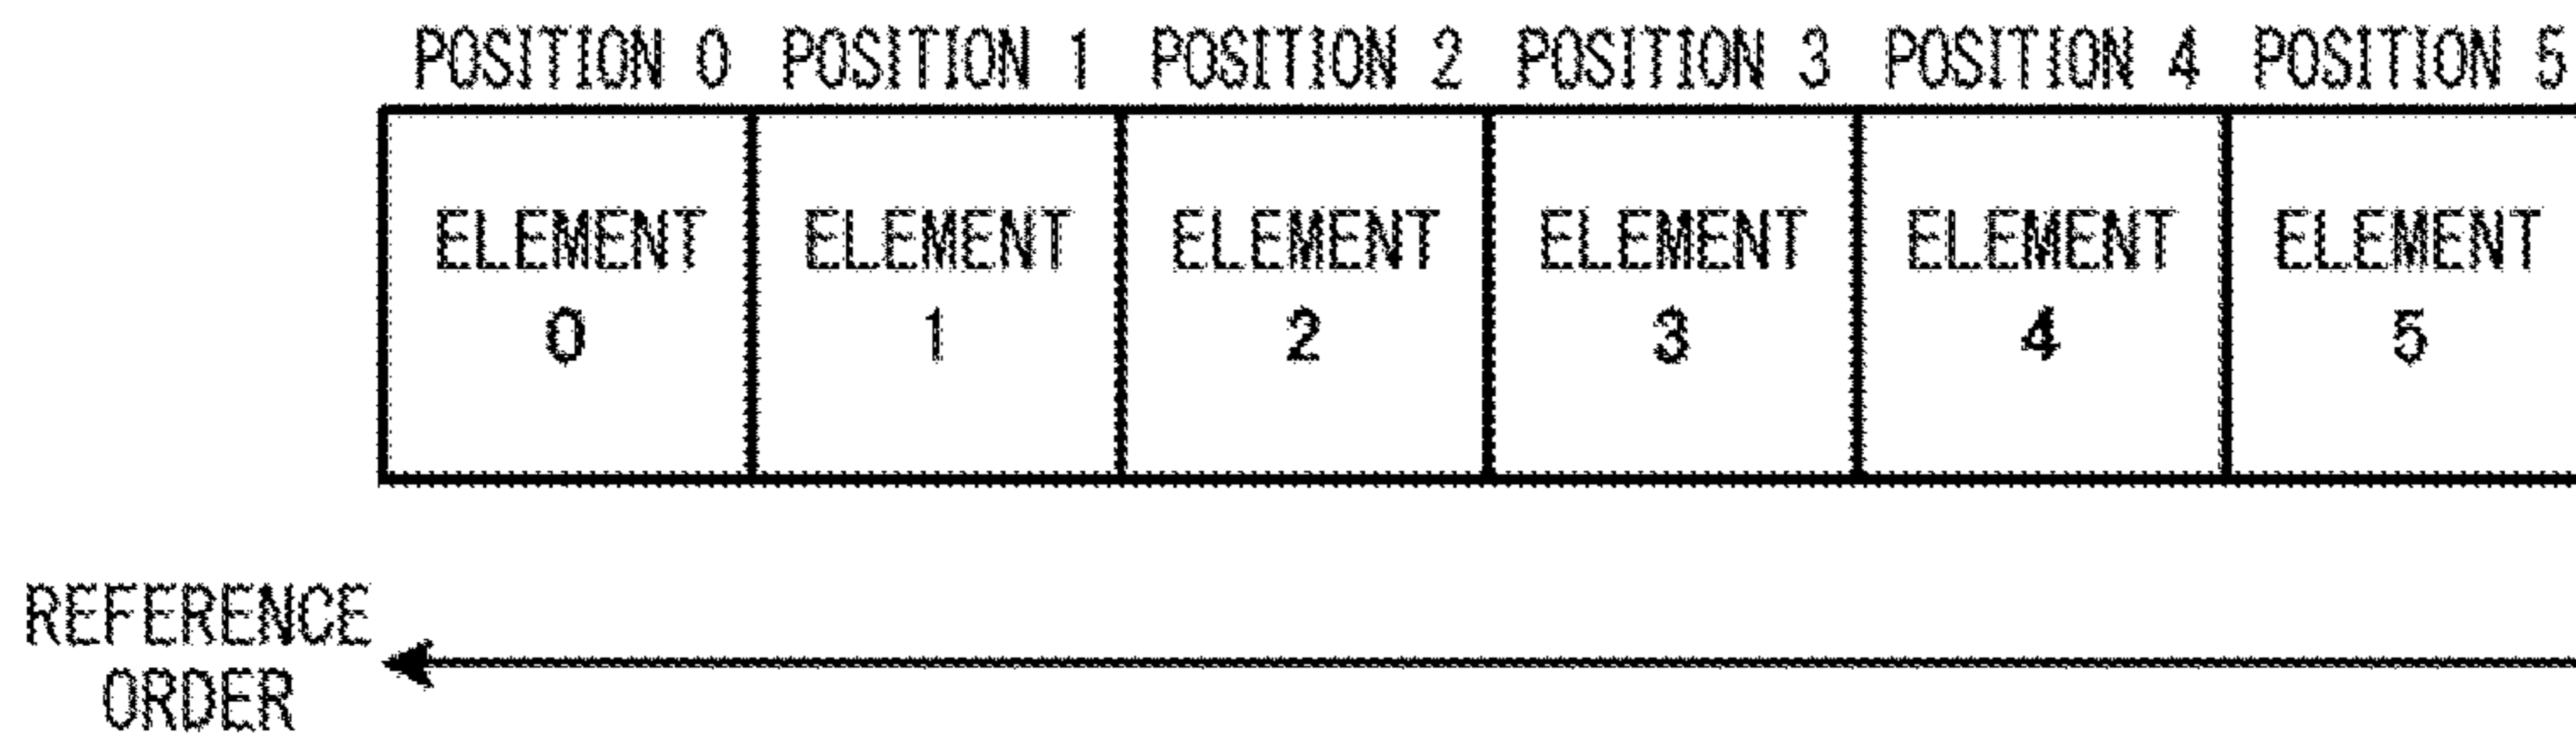 POSITION 0 POSITION 1 POSITION 2 POSITION 3 POSITION 4 POSITION 5
ELEMENT ELEMENT ELEMENT ELEMENT ELEMENT ELEMENT
0 1 2 3 4 5
REFERENCE
ORDER